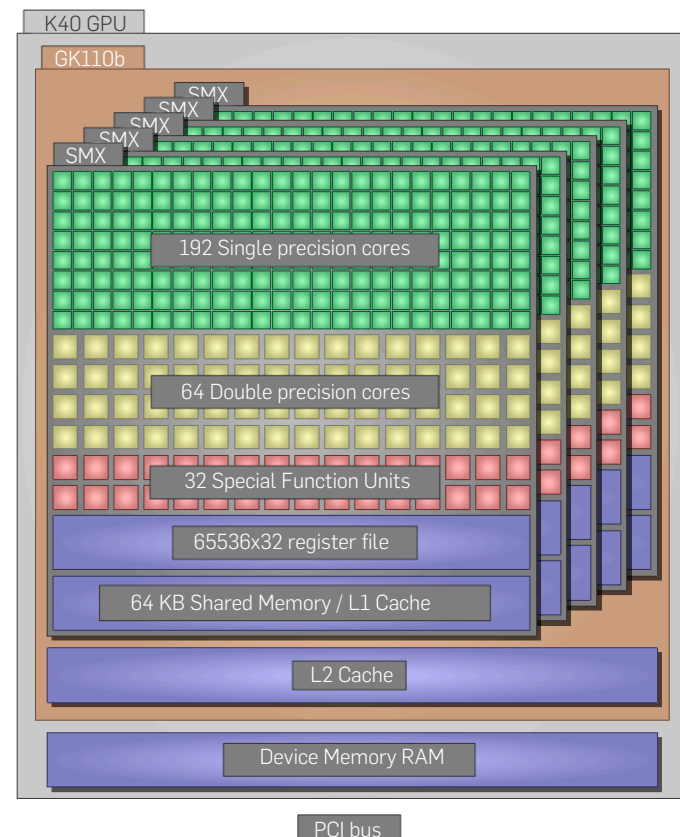 K40 GPU
GK110b
SMX
SMX
SMX
SMX
SMX
192 Single precision cores
64 Double precision cores
32 Special Function Units
65536x32 register file
64 KB Shared Memory / L1 Cache
L2 Cache
Device Memory RAM
PCI bus